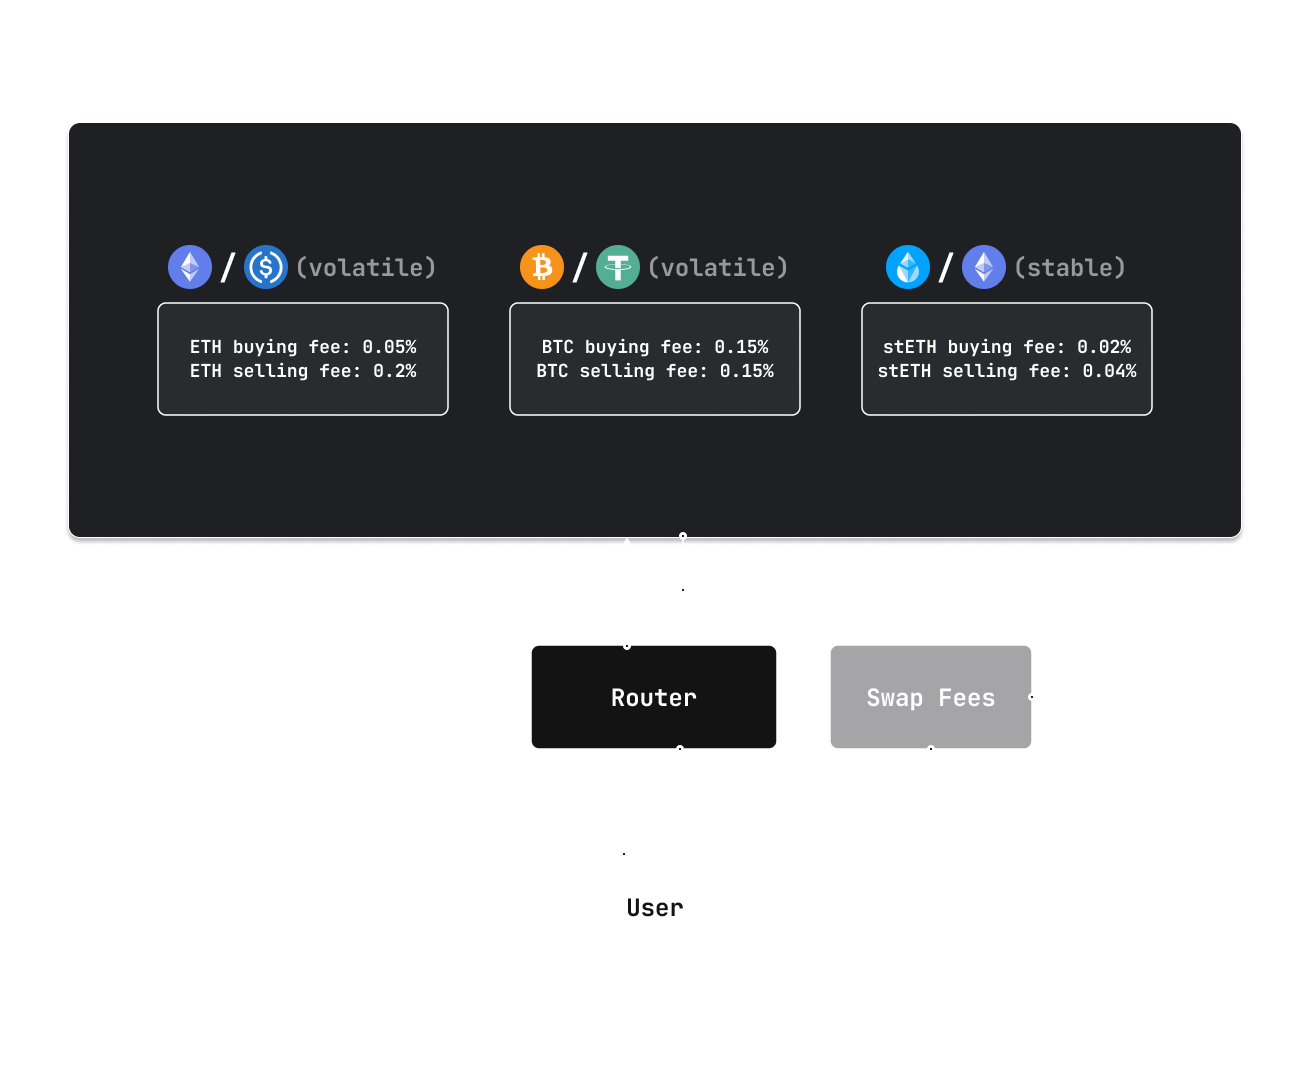 / (volatile)
ETH buying fee: 0.05%
ETH selling fee: 0.2%
/ (volatile)
BTC buying fee: 0.15%
BTC selling fee: 0.15%
/ (stable)
stETH buying fee: 0.02%
stETH selling fee: 0.04%
Router
Swap Fees
User